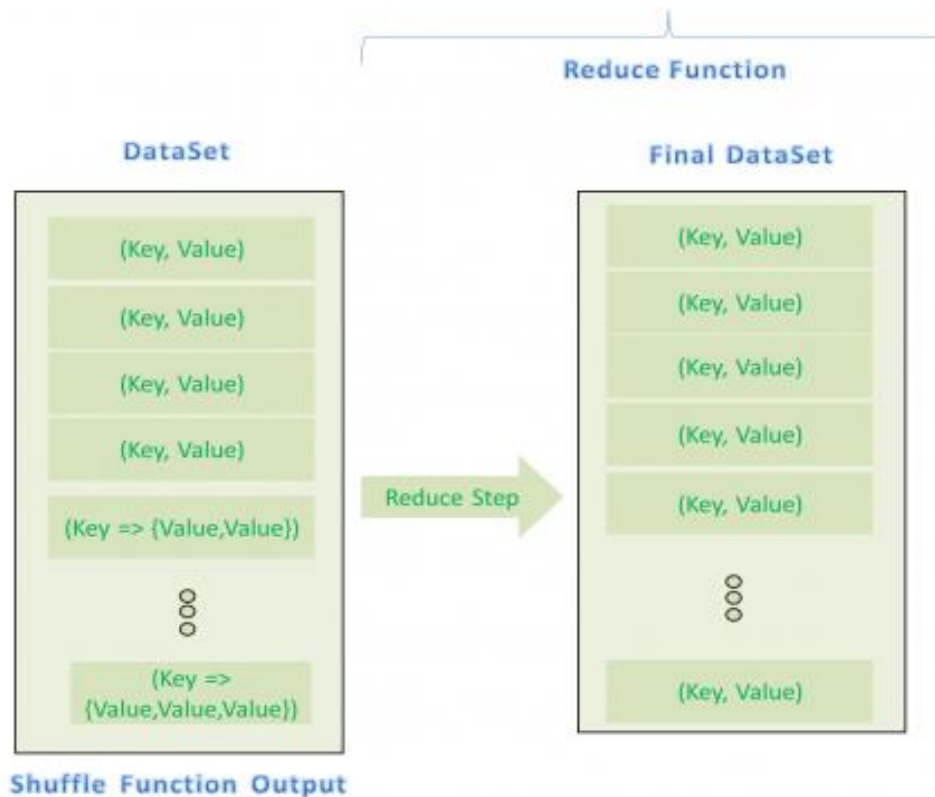 Reduce Function
DataSet
(Key, Value)
(Key, Value)
(Key, Value)
(Key, Value)
(Key => {Value,Value})
(Key =>
{Value,Value,Value})
Shuffle Function Output
Reduce Step
Final DataSet
(Key, Value)
(Key, Value)
(Key, Value)
(Key, Value)
(Key, Value)
(Key, Value)